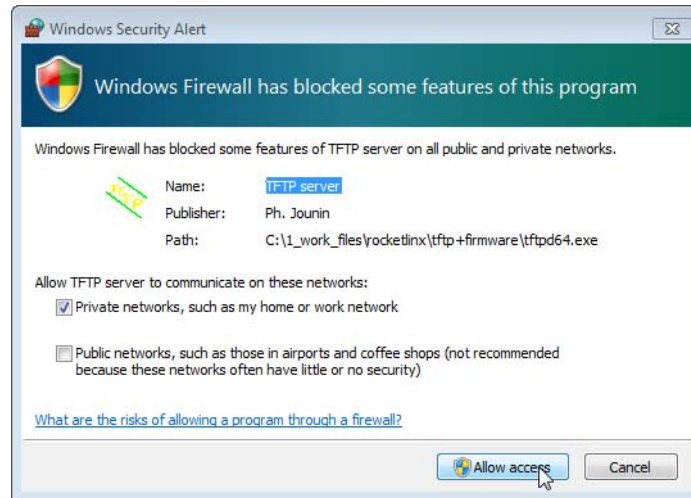 Windows Security Alert
Windows Firewall has blocked some features of this program
Windows Firewall has blocked some features of TFTP server on all public and private networks.
Name: TFTP server
Publisher: Ph. Jounin
Path: C:\1_work_files\rocketlinx\tftp+firmware\tftpd64.exe
Allow TFTP server to communicate on these networks:
Private networks, such as my home or work network
Public networks, such as those in airports and coffee shops (not recommended
because these networks often have little or no security)
What are the risks of allowing a program through a firewall?
Allow access Cancel